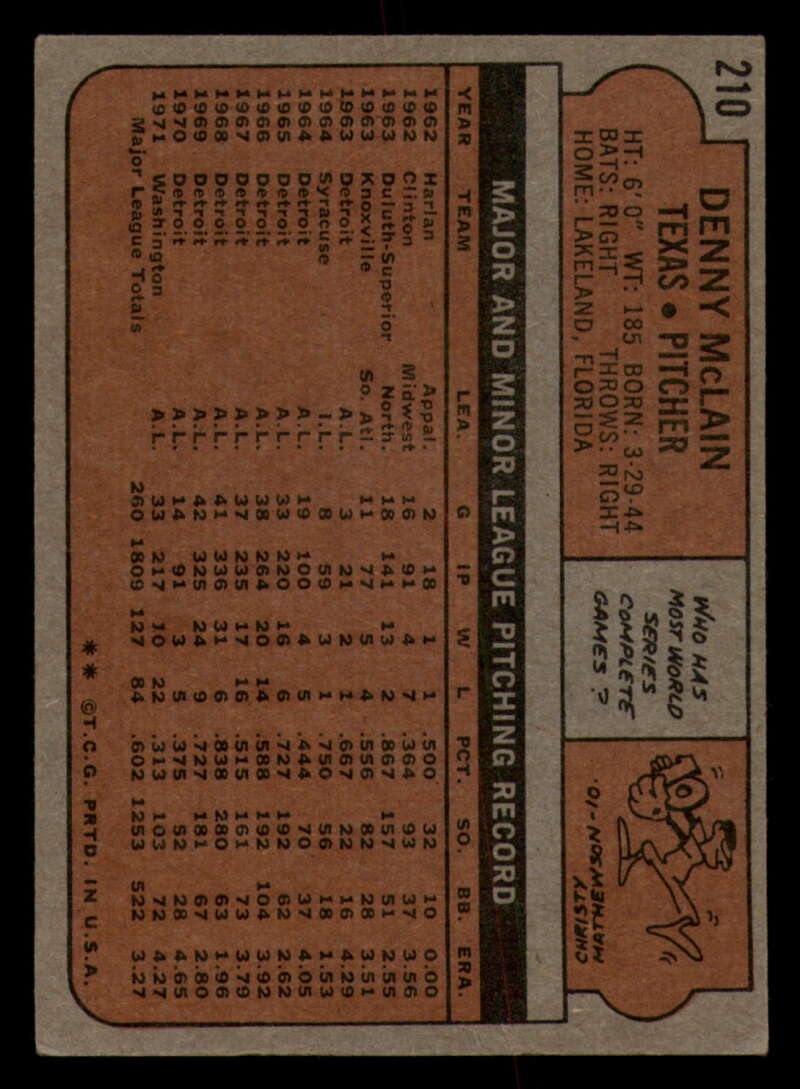 210
DENNY McLAIN
TEXAS • PITCHER
HT: 6'0" WT: 185 BORN: 3-29-44
BATS: RIGHT THROWS: RIGHT
HOME: LAKELAND, FLORIDA
WHO HAS
MOST WORLD
SERIES
COMPLETE
GAMES?
CHRISTY
MATHEWSON-10.
MAJOR AND MINOR LEAGUE PITCHING RECORD
YEAR TEAM LEA. G IP W L PCT. SO. BB. ERA.
1962 Harlan Appal. 2 18 1 1 .500 32 10 0.00
1962 Clinton Midwest 16 91 4 7 .364 93 37 3.56
1963 Duluth-Superior North. 18 141 13 2 .867 157 51 2.55
1963 Knoxville So. Atl. 11 77 5 4 .556 82 28 3.51
1963 Detroit A.L. 3 21 2 1 .667 22 16 4.29
1964 Syracuse I.L. 8 59 3 1 .750 56 18 1.53
1964 Detroit A.L. 19 100 4 5 .444 70 37 4.05
1965 Detroit A.L. 33 220 16 6 .727 192 62 2.62
1966 Detroit A.L. 38 264 20 14 .588 192 104 3.92
1967 Detroit A.L. 37 235 17 16 .515 161 73 3.79
1968 Detroit A.L. 41 336 31 6 .838 280 63 1.96
1969 Detroit A.L. 42 325 24 9 .727 181 67 2.80
1970 Detroit A.L. 14 91 3 5 .375 52 28 4.65
1971 Washington A.L. 33 217 10 22 .313 103 72 4.27
Major League Totals 260 1809 127 84 .602 1253 522 3.27
** ©T.C.G. PRTD. IN U.S.A.